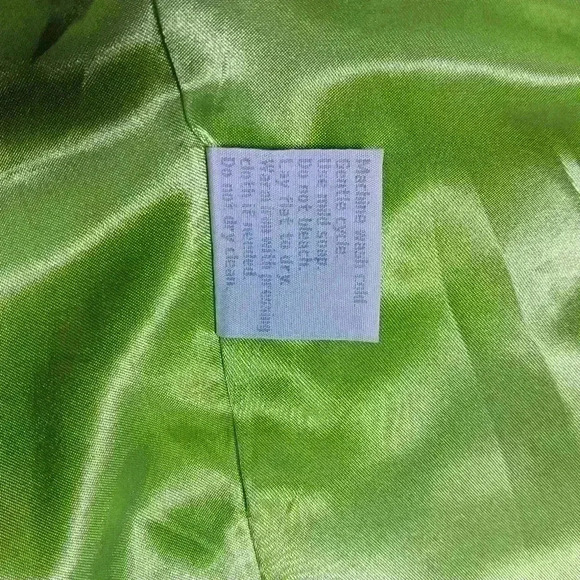 Machine wash cold
Gentle cycle
Use mild soap
Do not bleach.
Lay flat to dry.
Warm iron with pressing
cloth if needed
Do not dry clean